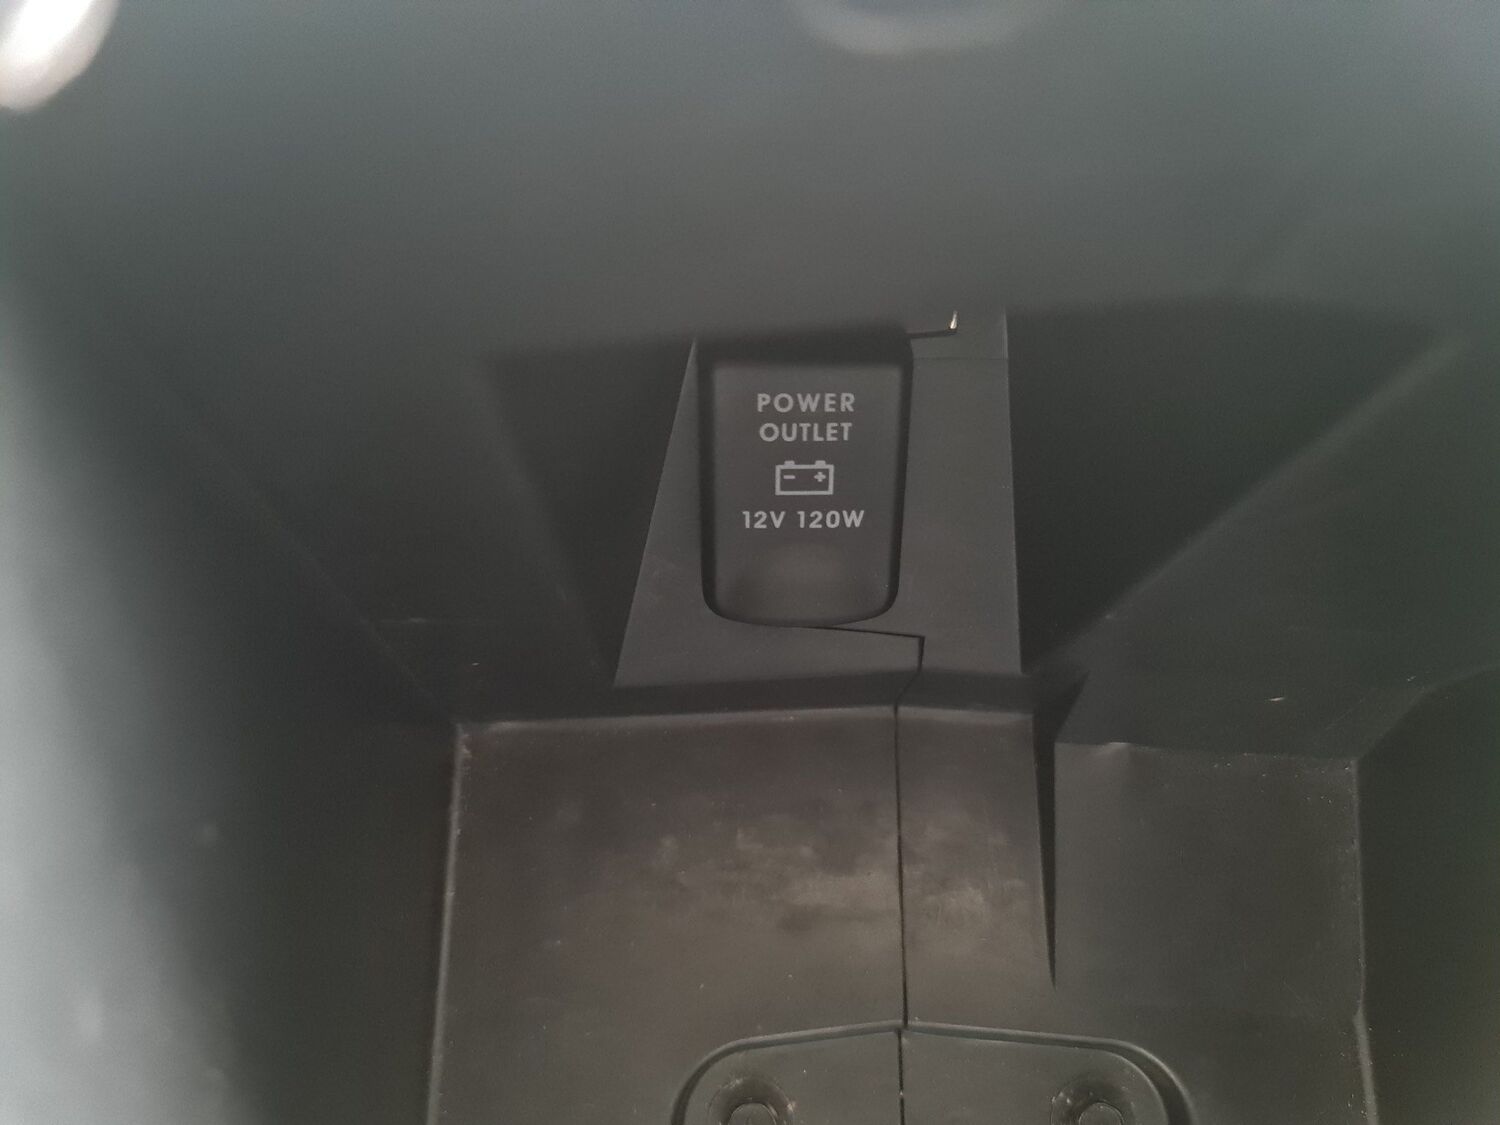 POWER
OUTLET
- +
12V 120W